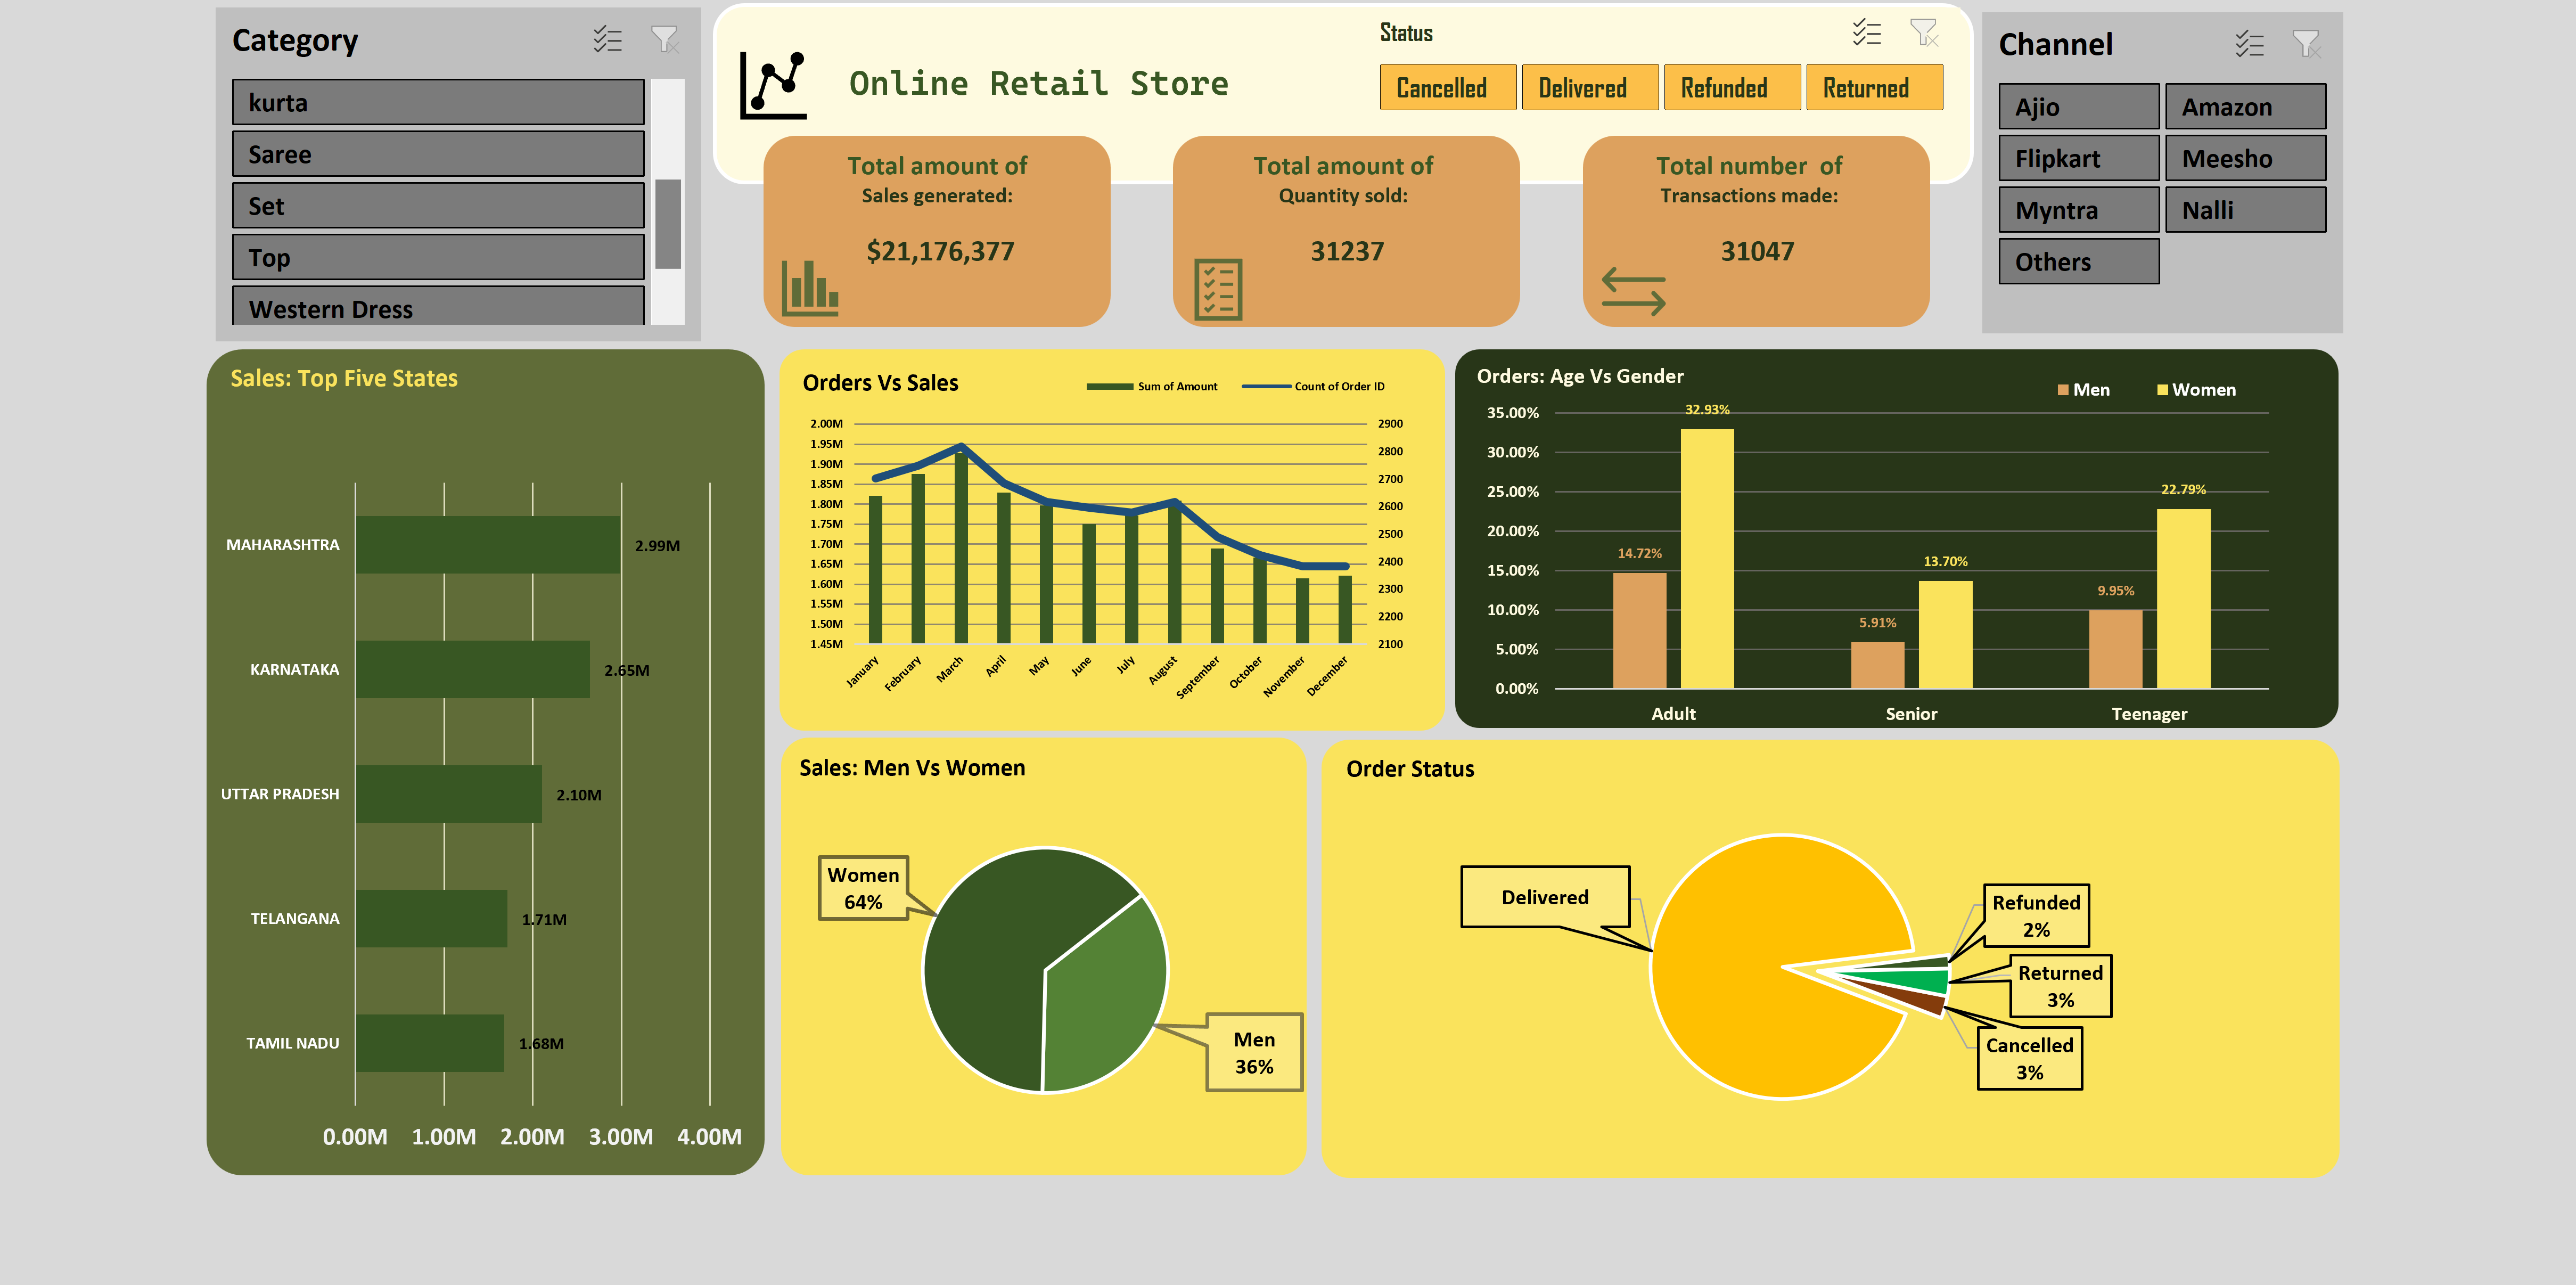 Category
kurta
Saree
Set
Top
Western Dress
Online Retail Store
Status
Cancelled
Delivered
Refunded
Returned
Channel
Ajio
Amazon
Flipkart
Meesho
Myntra
Nalli
Others
Total amount of
Sales generated:
$21,176,377
Total amount of
Quantity sold:
31237
Total number of
Transactions made:
31047
Sales: Top Five States
MAHARASHTRA
2.99M
KARNATAKA
2.65M
UTTAR PRADESH
2.10M
TELANGANA
1.71M
TAMIL NADU
1.68M
0.00M 1.00M 2.00M 3.00M 4.00M
Orders Vs Sales
Sum of Amount
Count of Order ID
2.00M
1.95M
1.90M
1.85M
1.80M
1.75M
1.70M
1.65M
1.60M
1.55M
1.50M
1.45M
2900
2800
2700
2600
2500
2400
2300
2200
2100
January
February
March
April
May
June
July
August
September
October
November
December
Orders: Age Vs Gender
Men
Women
35.00%
30.00%
25.00%
20.00%
15.00%
10.00%
5.00%
0.00%
14.72%
32.93%
5.91%
13.70%
9.95%
22.79%
Adult
Senior
Teenager
Sales: Men Vs Women
Women
64%
Men
36%
Order Status
Delivered
Refunded
2%
Returned
3%
Cancelled
3%